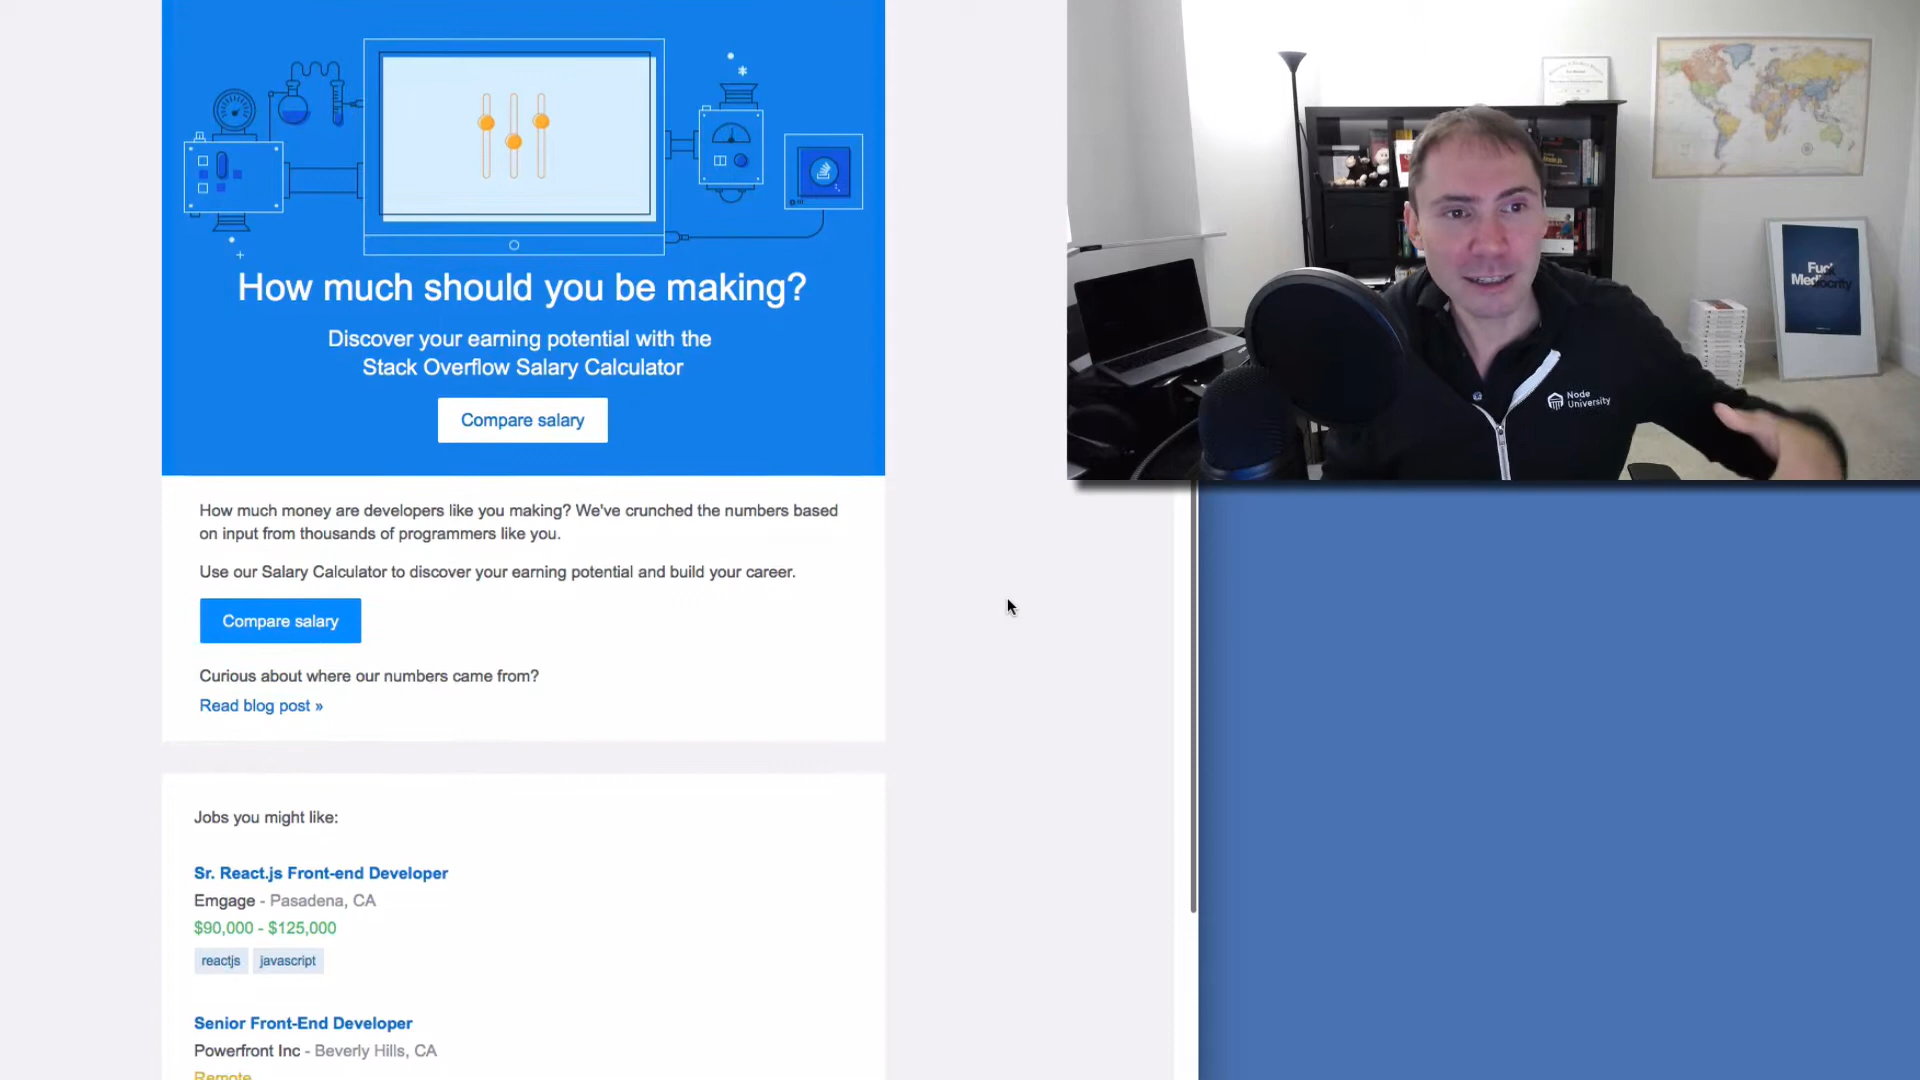 How much should you be making?
Discover your earning potential with the
Stack Overflow Salary Calculator
Compare salary
How much money are developers like you making? We've crunched the numbers based
on input from thousands of programmers like you.
Use our Salary Calculator to discover your earning potential and build your career.
Compare salary
Curious about where our numbers came from?
Read blog post »
Jobs you might like:
Sr. React.js Front-end Developer
Emgage - Pasadena, CA
$90,000 - $125,000
reactjs javascript
Senior Front-End Developer
Powerfront Inc - Beverly Hills, CA
Remote
Node
University
Fuck
Mediocrity